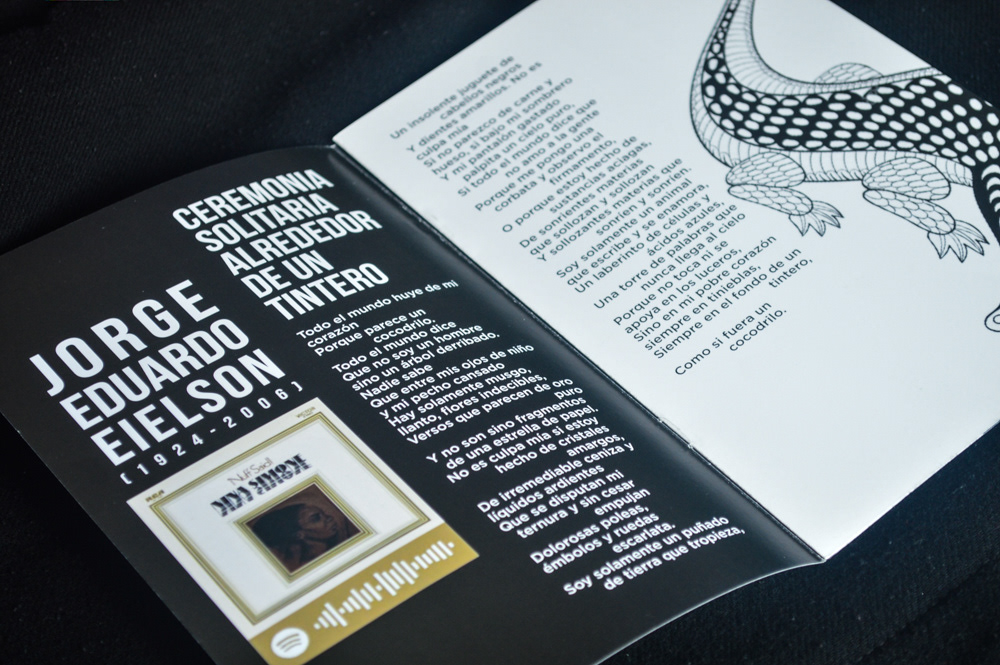 JORGE
EDUARDO
EIELSON
(1924-2006)
RCA
Nuff Said!
NINA SIMONE
CEREMONIA
SOLITARIA
ALREDEDOR
DE UN
TINTERO
Todo el mundo huye de mi
corazón
Porque parece un
cocodrilo.
Todo el mundo dice
Que no soy un hombre
sino un árbol derribado.
Nadie sabe
Que entre mis ojos de niño
y mi pecho cansado
Hay solamente musgo,
llanto, flores indecibles,
Versos que parecen de oro
puro
Y no son sino fragmentos
de una estrella de papel.
No es culpa mía si estoy
hecho de cristales
amargos,
De irremediable ceniza y
líquidos ardientes
Que se disputan mi
ternura y sin cesar
empujan
Dolorosas poleas,
émbolos y ruedas
escarlata.
Soy solamente un puñado
de tierra que tropieza,
Un insolente juguete de
cabellos negros
Y dientes amarillos. No es
culpa mía
Si no parezco de carne y
hueso, si bajo mi sombrero
Y mi pantalón gastado
palpita un cielo puro,
Si todo el mundo dice que
no amo a la gente
Porque me pongo una
corbata y observo el
firmamento,
O porque estoy hecho de
sustancias aciagas,
De sonrientes materias
que sollozan y sollozan
Y sollozantes materias que
sonríen y sonríen.
Soy solamente un animal
que escribe y se enamora,
Un laberinto de células y
ácidos azules,
Una torre de palabras que
nunca llega al cielo
Porque no toca ni se
apoya en los luceros,
Sino en mi pobre corazón
siempre en tinieblas,
Siempre en el fondo de un
tintero,
Como si fuera un
cocodrilo.